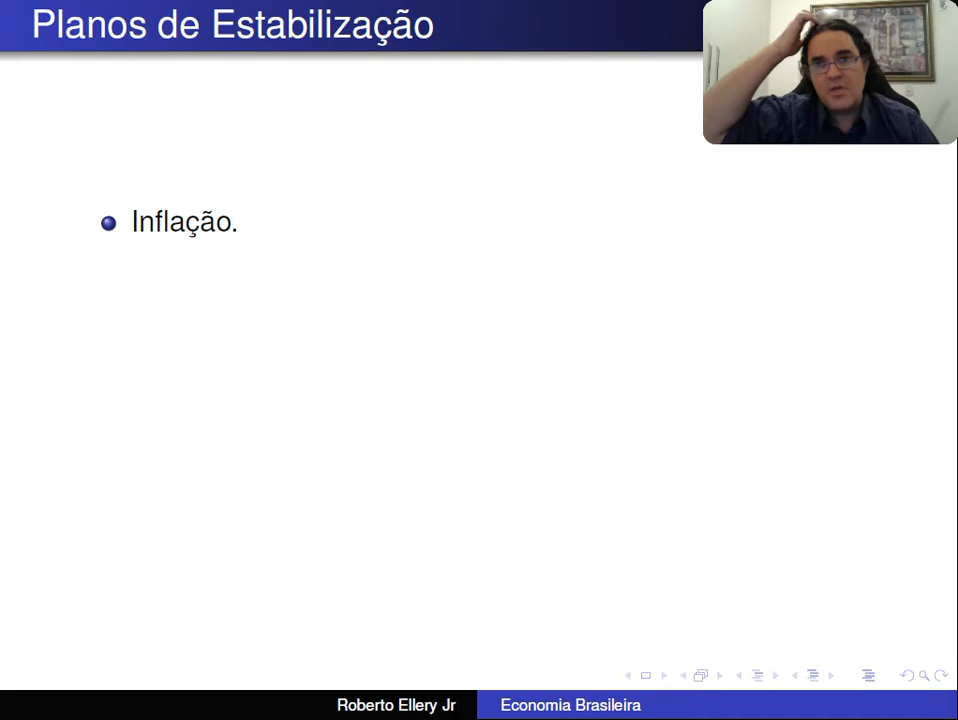 Planos de Estabilização
Inflação.
Roberto Ellery Jr
Economia Brasileira